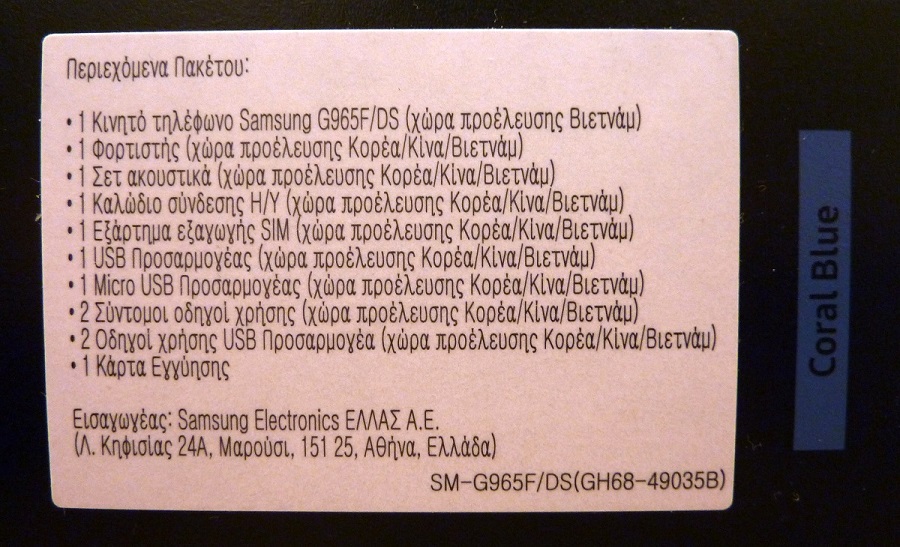 Περιεχόμενα Πακέτου:
• 1 Κινητό τηλέφωνο Samsung G965F/DS (χώρα προέλευσης Βιετνάμ)
• 1 Φορτιστής (χώρα προέλευσης Κορέα/Κίνα/Βιετνάμ)
• 1 Σετ ακουστικά (χώρα προέλευσης Κορέα/Κίνα/Βιετνάμ)
• 1 Καλώδιο σύνδεσης Η/Υ (χώρα προέλευσης Κορέα/Κίνα/Βιετνάμ)
• 1 Εξάρτημα εξαγωγής SIM (χώρα προέλευσης Κορέα/Κίνα/Βιετνάμ)
• 1 USB Προσαρμογέας (χώρα προέλευσης Κορέα/Κίνα/Βιετνάμ)
• 1 Micro USB Προσαρμογέας (χώρα προέλευσης Κορέα/Κίνα/Βιετνάμ)
• 2 Σύντομοι οδηγοί χρήσης (χώρα προέλευσης Κορέα/Κίνα/Βιετνάμ)
• 2 Οδηγοί χρήσης USB Προσαρμογέα (χώρα προέλευσης Κορέα/Κίνα/Βιετνάμ)
• 1 Κάρτα Εγγύησης
Εισαγωγέας: Samsung Electronics ΕΛΛΑΣ Α.Ε.
(Λ. Κηφισίας 24Α, Μαρούσι, 151 25, Αθήνα, Ελλάδα)
SM-G965F/DS(GH68-49035B)
Coral Blue